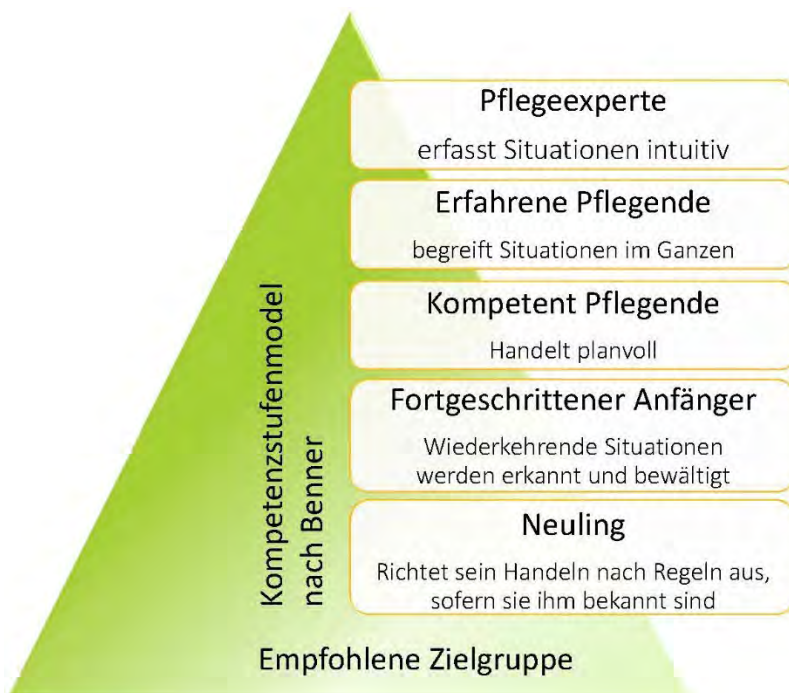 Pflegeexperte
erfasst Situationen intuitiv
Erfahrene Pflegende
begreift Situationen im Ganzen
Kompetent Pflegende
Handelt planvoll
Fortgeschrittener Anfänger
Wiederkehrende Situationen
werden erkannt und bewältigt
Neuling
Richtet sein Handeln nach Regeln aus,
sofern sie ihm bekannt sind
Kompetenzstufenmodel
nach Benner
Empfohlene Zielgruppe